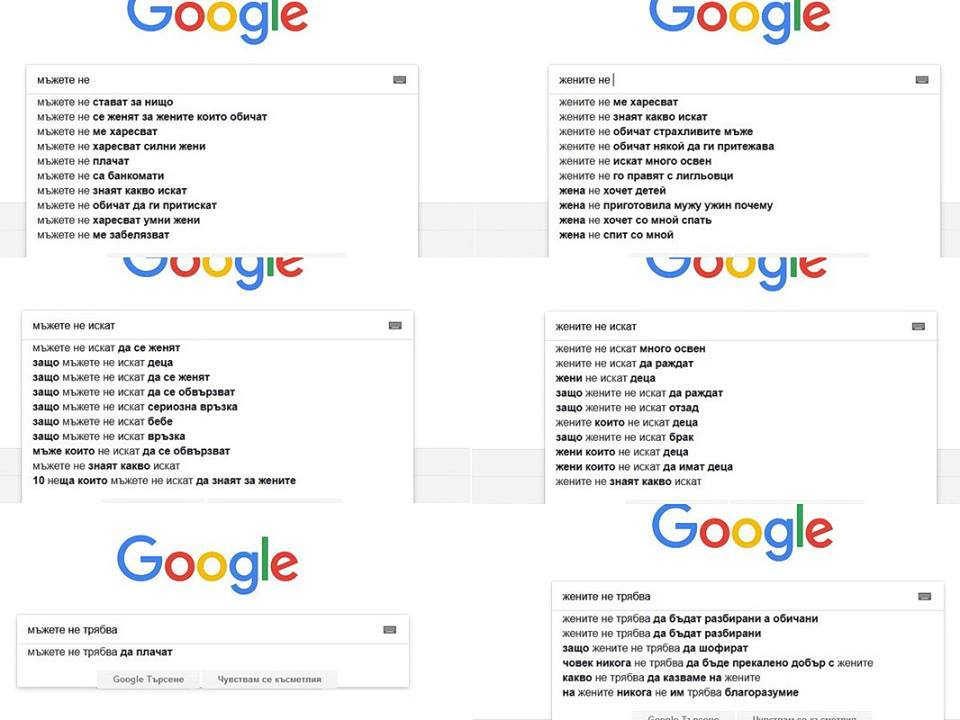 Google
мъжете не
мъжете не стават за нищо
мъжете не се женят за жените които обичат
мъжете не ме харесват
мъжете не харесват силни жени
мъжете не плачат
мъжете не са банкомати
мъжете не знаят какво искат
мъжете не обичат да ги притискат
мъжете не харесват умни жени
мъжете не ме забелязват
Google
жените не
жените не ме харесват
жените не знаят какво искат
жените не обичат страхливите мъже
жените не обичат някой да ги притежава
жените не искат много освен
жените не го правят с лигльовци
жена не хочет детей
жена не приготовила мужу ужин почему
жена не хочет со мной спать
жена не спит со мной
Google
мъжете не искат
мъжете не искат да се женят
защо мъжете не искат деца
защо мъжете не искат да се женят
защо мъжете не искат да се обвързват
защо мъжете не искат сериозна връзка
защо мъжете не искат бебе
защо мъжете не искат връзка
мъже които не искат да се обвързват
мъжете не знаят какво искат
10 неща които мъжете не искат да знаят за жените
Google
жените не искат
жените не искат много освен
жените не искат да раждат
жени не искат деца
защо жените не искат да раждат
защо жените не искат отзад
жените които не искат деца
защо жените не искат брак
жени които не искат деца
жени които не искат да имат деца
жените не знаят какво искат
Google
мъжете не трябва
мъжете не трябва да плачат
Google Търсене
Чувствам се късметлия
Google
жените не трябва
жените не трябва да бъдат разбирани а обичани
жените не трябва да бъдат разбирани
защо жените не трябва да шофират
човек никога не трябва да бъде прекалено добър с жените
какво не трябва да казваме на жените
на жените никога не им трябва благоразумие
Google Търсене
Чувствам се късметлия